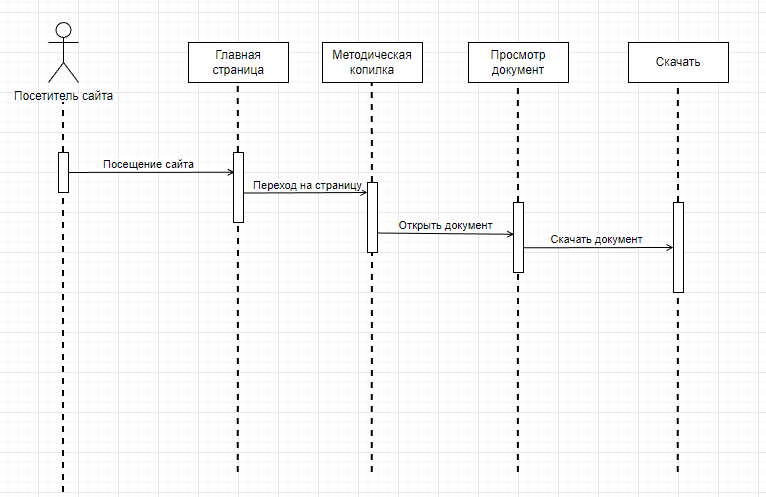 Посетитель сайта
Главная
страница
Методическая
копилка
Просмотр
документ
Скачать
Посещение сайта
Переход на страницу
Открыть документ
Скачать документ